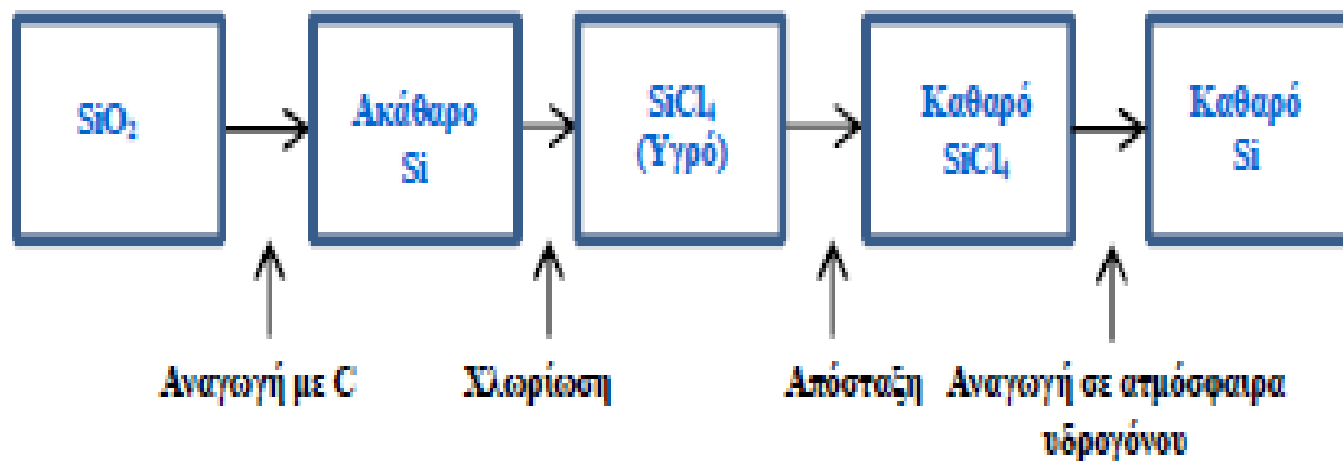 SiO₂
Ακάθαρο
Si
SiCl₄
(Υγρό)
Καθαρό
SiCl₄
Καθαρό
Si
Αναγωγή με C
Χλωρίωση
Απόσταξη
Αναγωγή σε ατμόσφαιρα
υδρογόνου